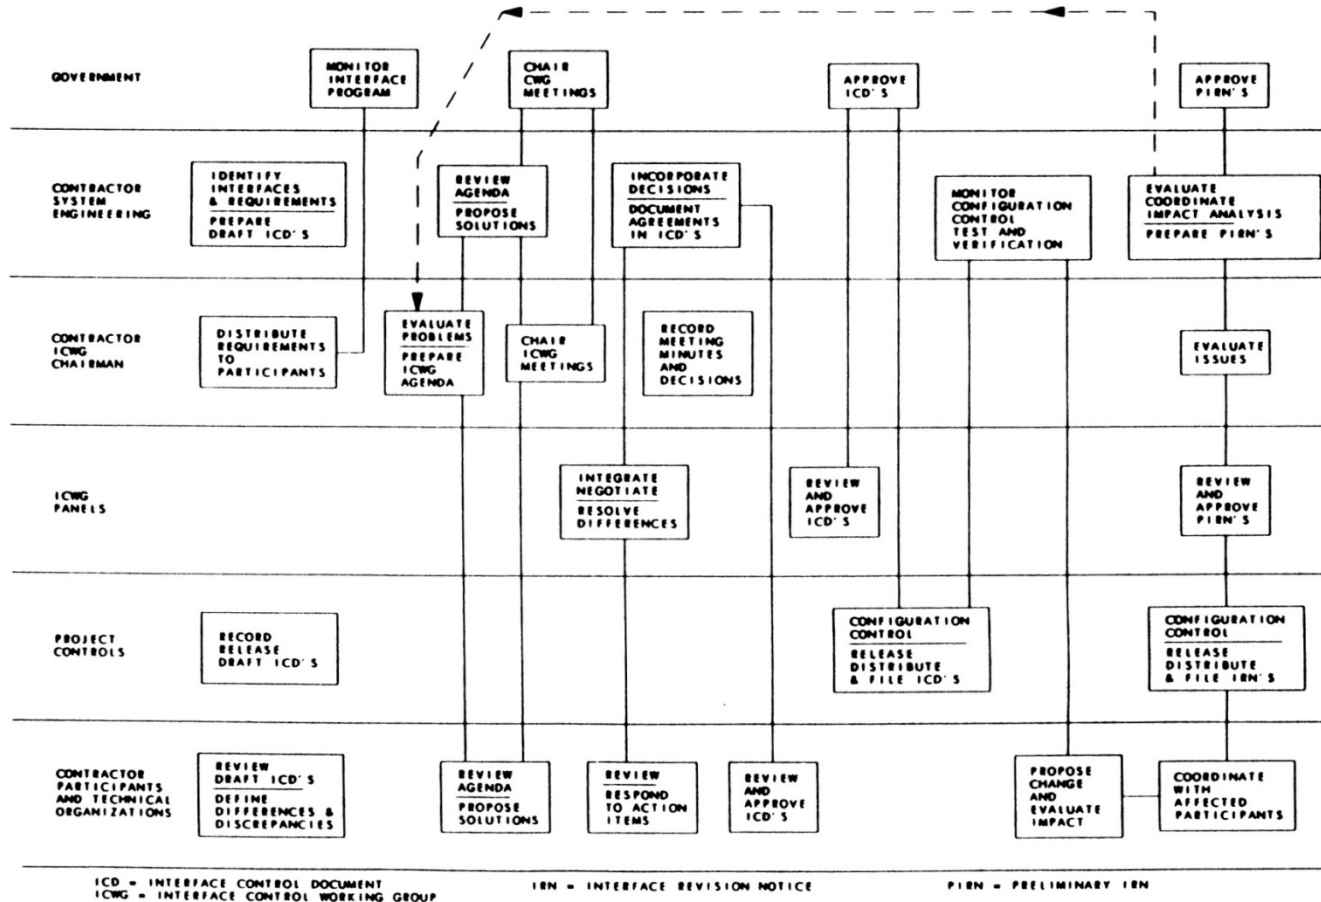 GOVERNMENT
MONITOR
INTERFACE
PROGRAM
CHAIR
CWG
MEETINGS
APPROVE
ICD'S
APPROVE
PIRN'S
CONTRACTOR
SYSTEM
ENGINEERING
IDENTIFY
INTERFACES
& REQUIREMENTS
PREPARE
DRAFT ICD'S
REVIEW
AGENDA
PROPOSE
SOLUTIONS
INCORPORATE
DECISIONS
DOCUMENT
AGREEMENTS
IN ICD'S
MONITOR
CONFIGURATION
CONTROL
TEST AND
VERIFICATION
EVALUATE
COORDINATE
IMPACT ANALYSIS
PREPARE PIRN'S
CONTRACTOR
ICWG
CHAIRMAN
DISTRIBUTE
REQUIREMENTS
TO
PARTICIPANTS
EVALUATE
PROBLEMS
PREPARE
ICWG
AGENDA
CHAIR
ICWG
MEETINGS
RECORD
MEETING
MINUTES
AND
DECISIONS
EVALUATE
ISSUES
ICWG
PANELS
INTEGRATE
NEGOTIATE
RESOLVE
DIFFERENCES
REVIEW
AND
APPROVE
ICD'S
REVIEW
AND
APPROVE
PIRN'S
PROJECT
CONTROLS
RECORD
RELEASE
DRAFT ICD'S
CONFIGURATION
CONTROL
RELEASE
DISTRIBUTE
& FILE ICD'S
CONFIGURATION
CONTROL
RELEASE
DISTRIBUTE
& FILE IRN'S
CONTRACTOR
PARTICIPANTS
AND TECHNICAL
ORGANIZATIONS
REVIEW
DRAFT ICD'S
DEFINE
DIFFERENCES &
DISCREPANCIES
REVIEW
AGENDA
PROPOSE
SOLUTIONS
REVIEW
RESPOND
TO ACTION
ITEMS
REVIEW
AND
APPROVE
ICD'S
PROPOSE
CHANGE
AND
EVALUATE
IMPACT
COORDINATE
WITH
AFFECTED
PARTICIPANTS
ICD = INTERFACE CONTROL DOCUMENT
ICWG = INTERFACE CONTROL WORKING GROUP
IRN = INTERFACE REVISION NOTICE
PIRN = PRELIMINARY IRN